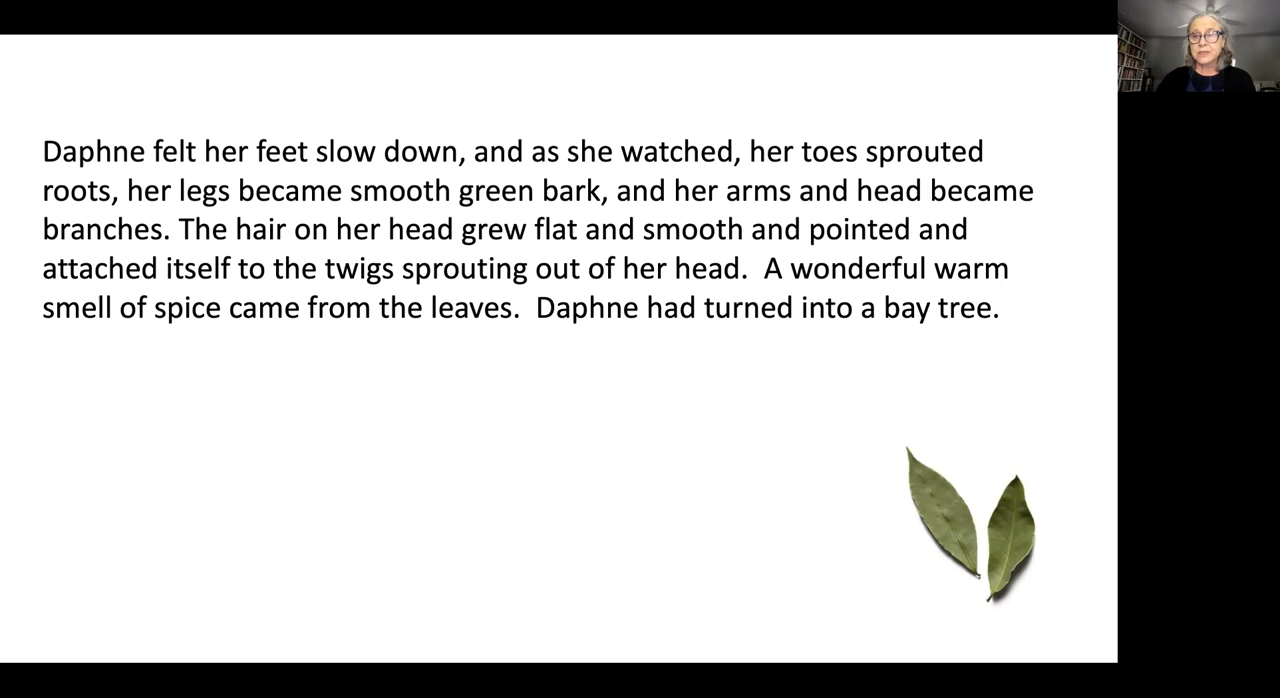 Daphne felt her feet slow down, and as she watched, her toes sprouted
roots, her legs became smooth green bark, and her arms and head became
branches. The hair on her head grew flat and smooth and pointed and
attached itself to the twigs sprouting out of her head.  A wonderful warm
smell of spice came from the leaves.  Daphne had turned into a bay tree.